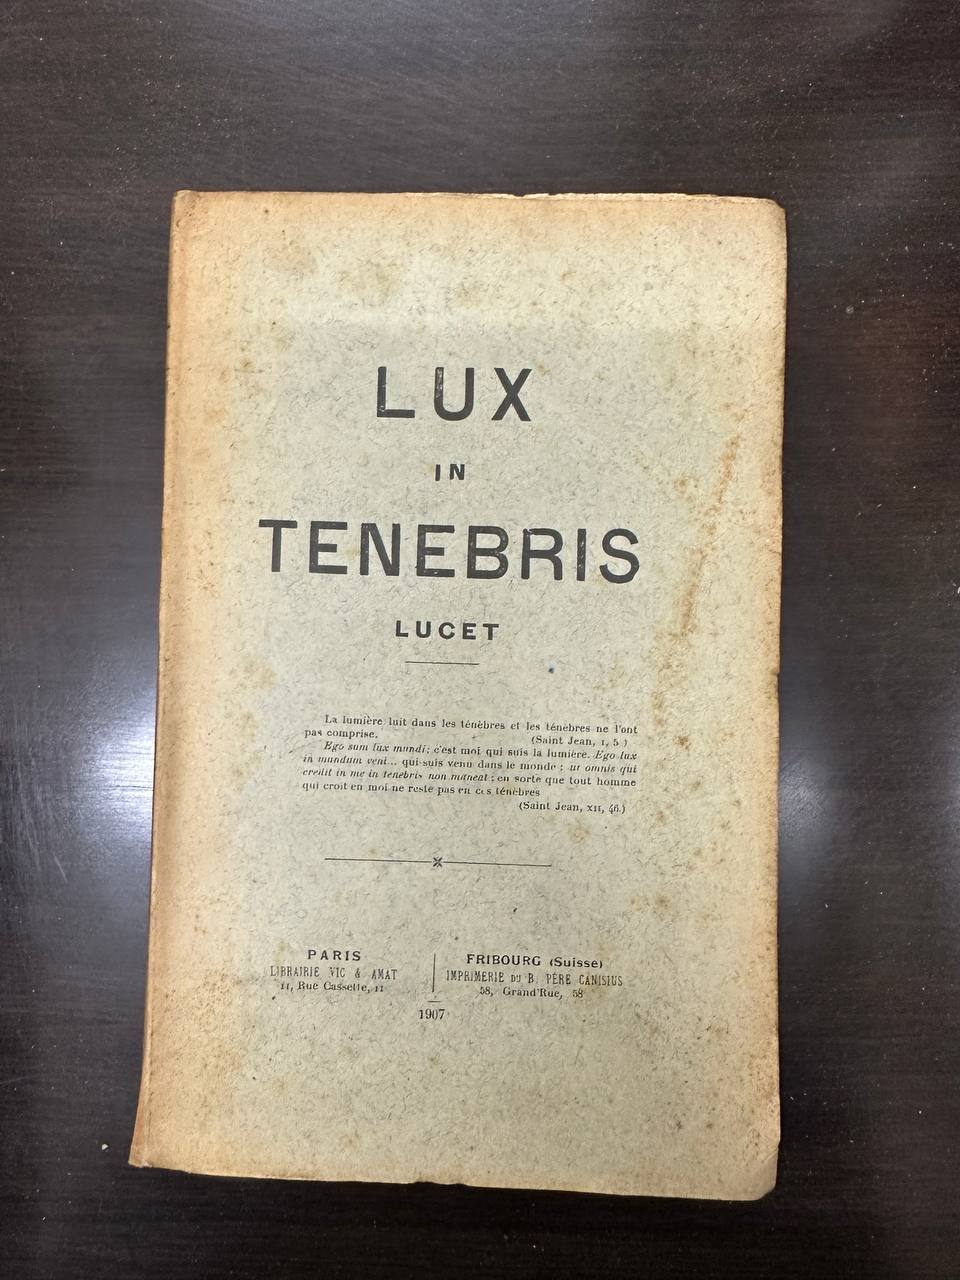 LUX
IN
TENEBRIS
LUCET
La lumière luit dans les ténèbres et les ténèbres ne l'ont
pas comprise. (Saint Jean, I, 5 )
Ego sum lux mundi; c'est moi qui suis la lumière. Ego lux
in mundum veni... qui suis venu dans le monde ; ut omnis qui
credit in me in tenebris non maneat ; en sorte que tout homme
qui croit en moi ne reste pas en ces ténèbres
(Saint Jean, XII, 46.)
PARIS
LIBRAIRIE VIC & AMAT
11, Rue Cassette, 11
FRIBOURG (Suisse)
IMPRIMERIE DU B. PÈRE CANISIUS
58, Grand'Rue, 58
1907